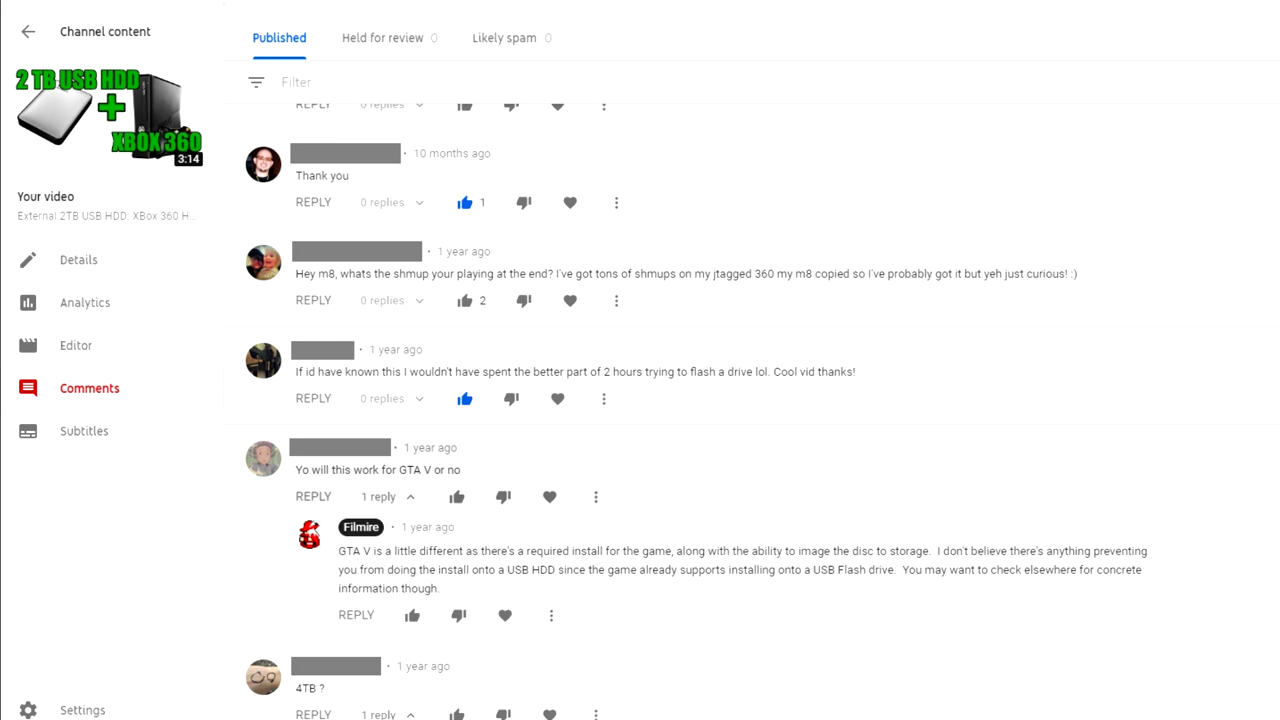 Channel content
2 TB USB HDD
+
XBOX 360
3:14
Your video
External 2TB USB HDD: XBox 360 H...
Details
Analytics
Editor
Comments
Subtitles
Settings
Published Held for review 0 Likely spam 0
Filter
REPLY 0 replies
· 10 months ago
Thank you
REPLY 0 replies 1
· 1 year ago
Hey m8, whats the shmup your playing at the end? I've got tons of shmups on my jtagged 360 my m8 copied so I've probably got it but yeh just curious! :)
REPLY 0 replies 2
· 1 year ago
If id have known this I wouldn't have spent the better part of 2 hours trying to flash a drive lol. Cool vid thanks!
REPLY 0 replies
· 1 year ago
Yo will this work for GTA V or no
REPLY 1 reply
Filmire · 1 year ago
GTA V is a little different as there's a required install for the game, along with the ability to image the disc to storage. I don't believe there's anything preventing
you from doing the install onto a USB HDD since the game already supports installing onto a USB Flash drive. You may want to check elsewhere for concrete
information though.
REPLY
· 1 year ago
4TB ?
REPLY 1 reply